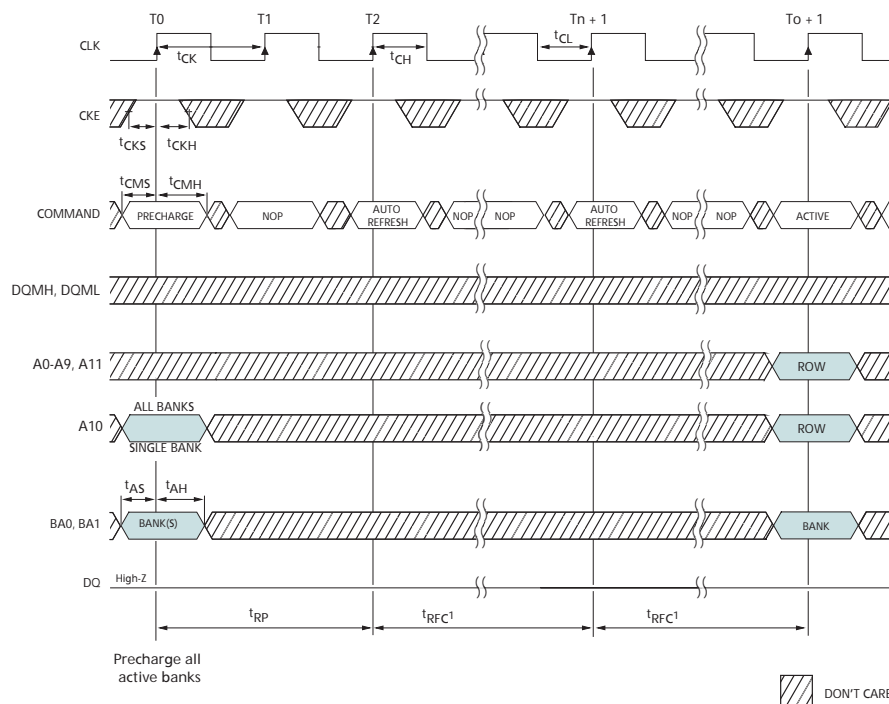 T0 T1 T2 Tn + 1 To + 1
CLK
tCK tCH tCL
CKE
tCKS tCKH
tCMS tCMH
COMMAND PRECHARGE NOP AUTO REFRESH NOP NOP AUTO REFRESH NOP NOP ACTIVE
DQMH, DQML
A0-A9, A11 ROW
ALL BANKS
A10 ROW
SINGLE BANK
tAS tAH
BA0, BA1 BANK(S) BANK
DQ High-Z
tRP tRFC1 tRFC1
Precharge all
active banks
DON'T CARE